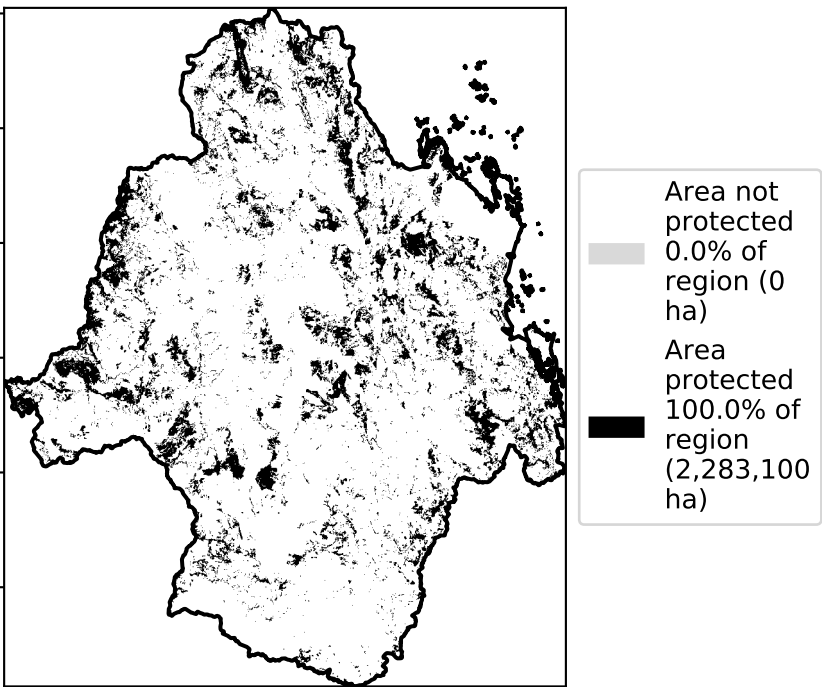 Area not
protected
0.0% of
region (0
ha)
Area
protected
100.0% of
region
(2,283,100
ha)